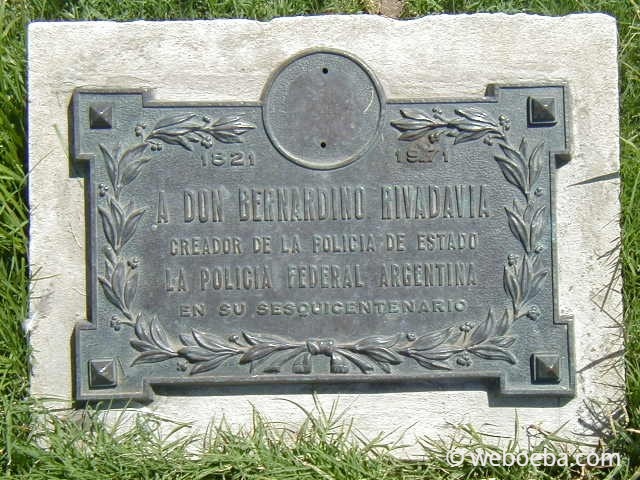 1821 1971
A DON BERNARDINO RIVADAVIA
CREADOR DE LA POLICIA DE ESTADO
LA POLICIA FEDERAL ARGENTINA
EN SU SESQUICENTENARIO
© weboeba.com